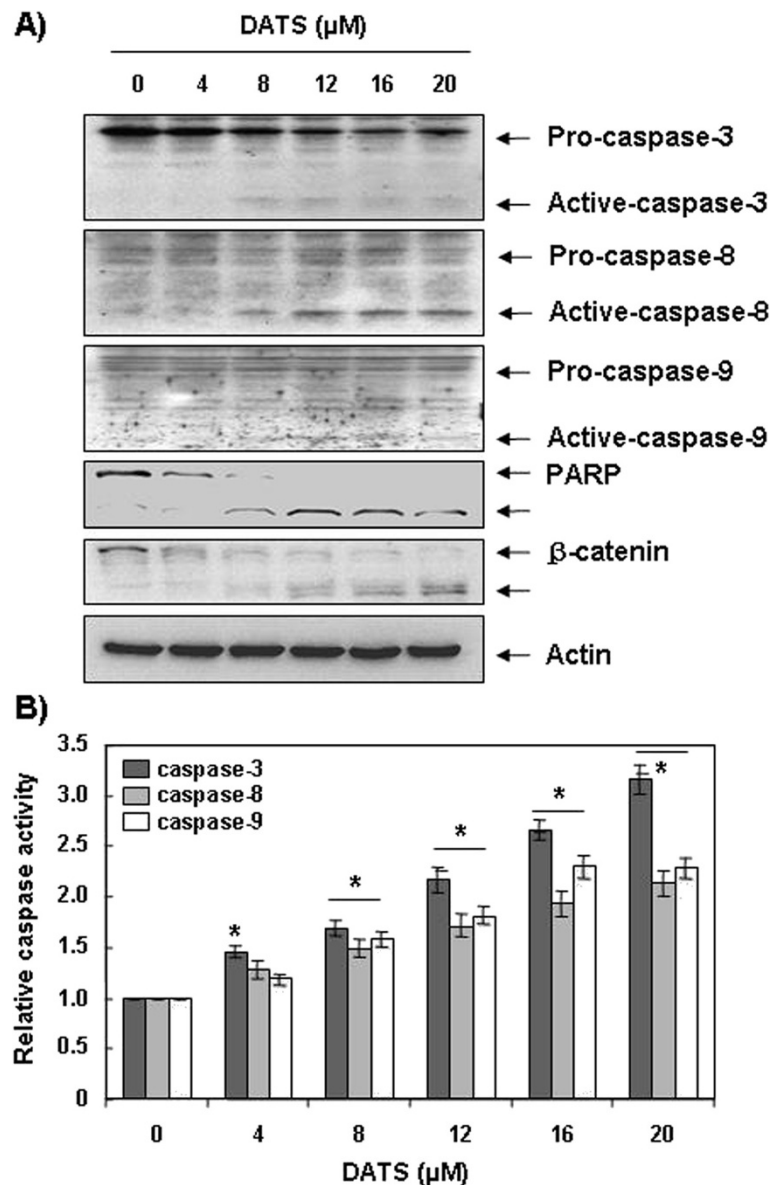 A)
DATS (µM)
0 4 8 12 16 20
Pro-caspase-3
Active-caspase-3
Pro-caspase-8
Active-caspase-8
Pro-caspase-9
Active-caspase-9
PARP
β-catenin
Actin
B)
Relative caspase activity
3.5
3.0
2.5
2.0
1.5
1.0
0.5
0
caspase-3
caspase-8
caspase-9
* * * * *
0 4 8 12 16 20
DATS (µM)